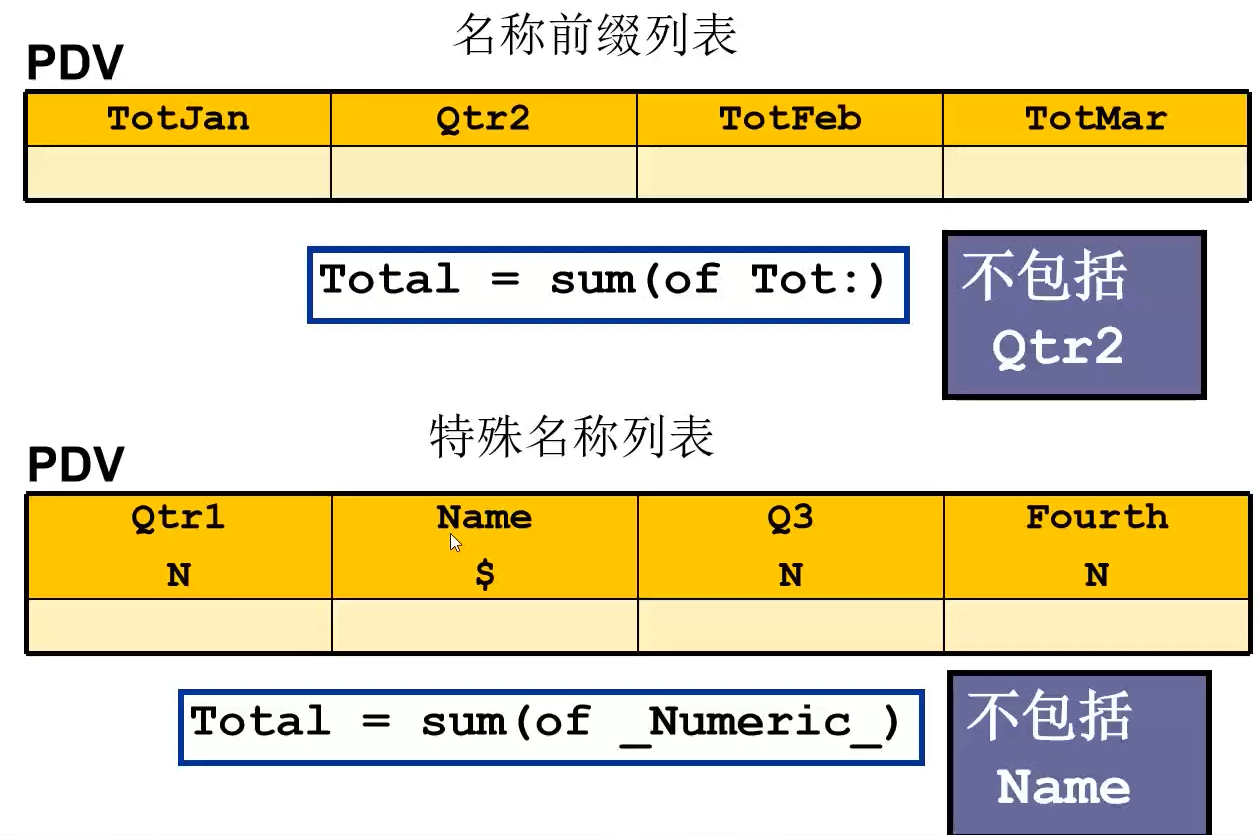 名称前缀列表
PDV
TotJan Qtr2 TotFeb TotMar
Total = sum(of Tot:)
不包括
Qtr2
特殊名称列表
PDV
Qtr1 Name Q3 Fourth
N $ N N
Total = sum(of _Numeric_)
不包括
Name